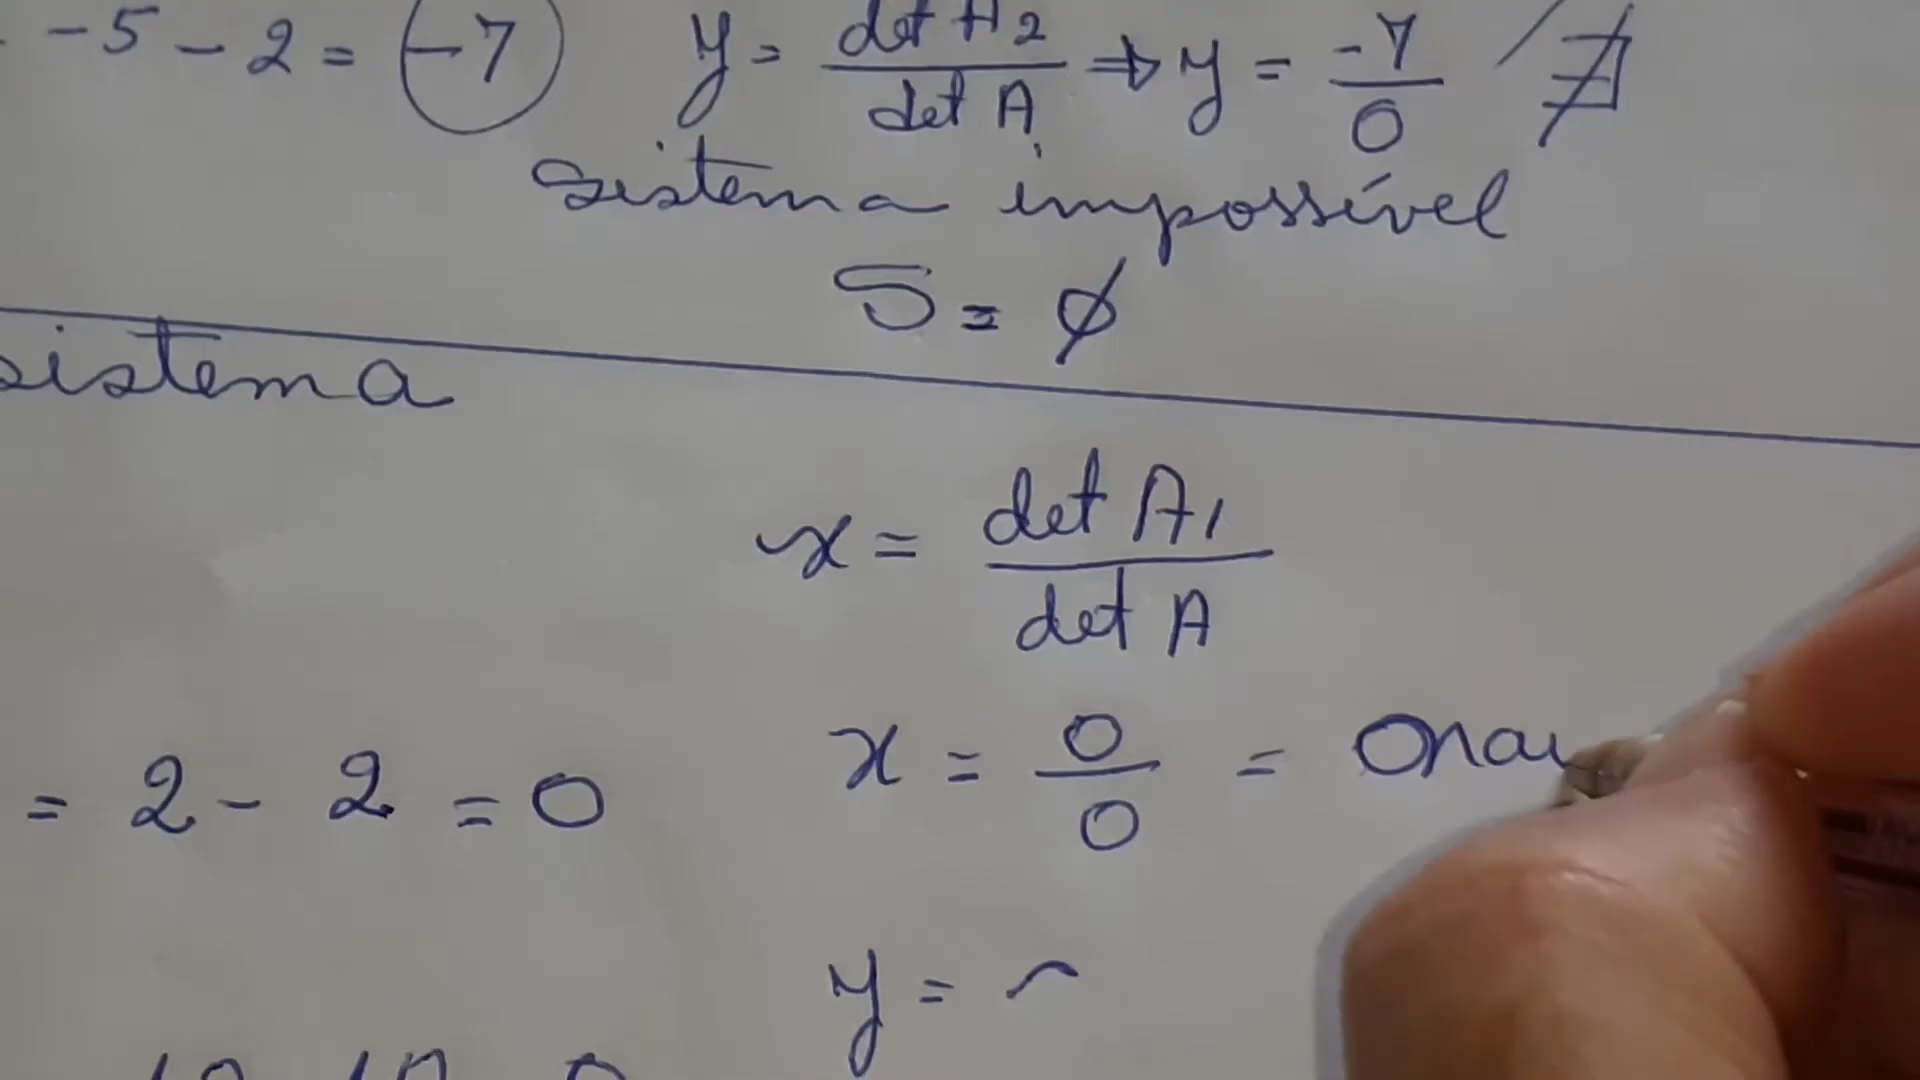 -5 - 2 = -7   y = det A2 / det A ⇒ y = -7/0 / ∄
sistema impossível
S = ∅
sistema
x = det A1 / det A
= 2 - 2 = 0   x = 0/0 =
y =